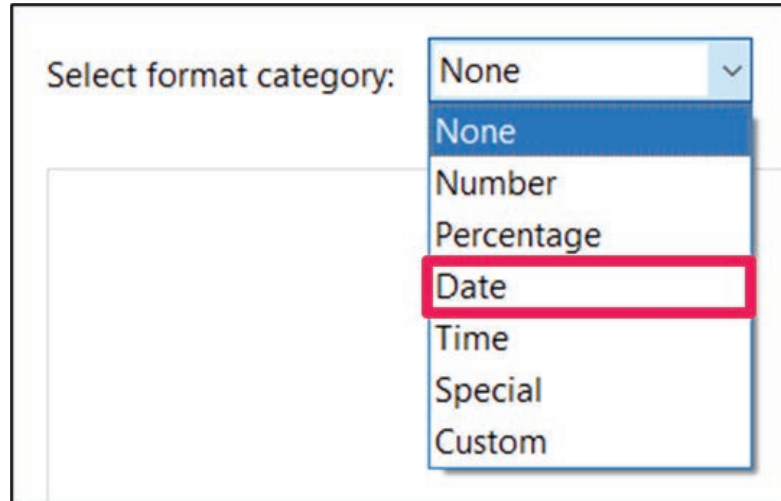 Select format category: None
None
Number
Percentage
Date
Time
Special
Custom